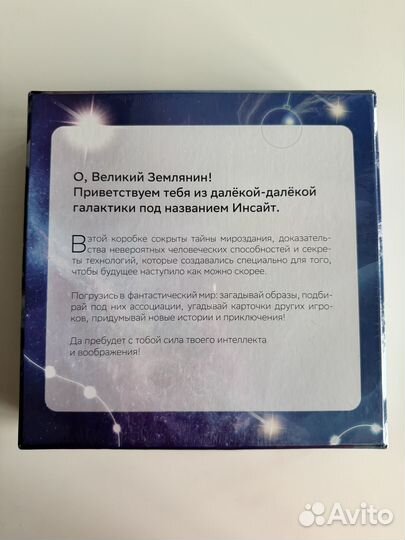 О, Великий Землянин!
Приветствуем тебя из далёкой-далёкой
галактики под названием Инсайт.
В этой коробке сокрыты тайны мироздания, доказатель-
ства невероятных человеческих способностей и секре-
ты технологий, которые создавались специально для того,
чтобы будущее наступило как можно скорее.
Погрузись в фантастический мир: загадывай образы, подби-
рай под них ассоциации, угадывай карточки других игро-
ков, придумывай новые истории и приключения!
Да пребудет с тобой сила твоего интеллекта
и воображения!
Avito